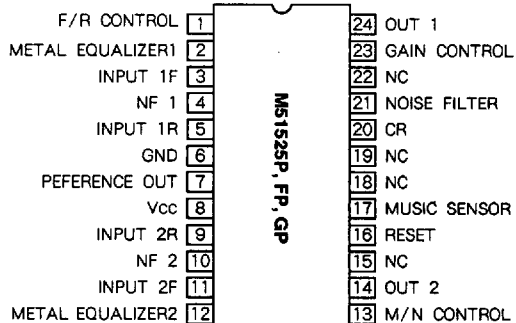 F/R CONTROL 1
METAL EQUALIZER1 2
INPUT 1F 3
NF 1 4
INPUT 1R 5
GND 6
PEFERENCE OUT 7
Vcc 8
INPUT 2R 9
NF 2 10
INPUT 2F 11
METAL EQUALIZER2 12
M51525P, FP, GP
24 OUT 1
23 GAIN CONTROL
22 NC
21 NOISE FILTER
20 CR
19 NC
18 NC
17 MUSIC SENSOR
16 RESET
15 NC
14 OUT 2
13 M/N CONTROL